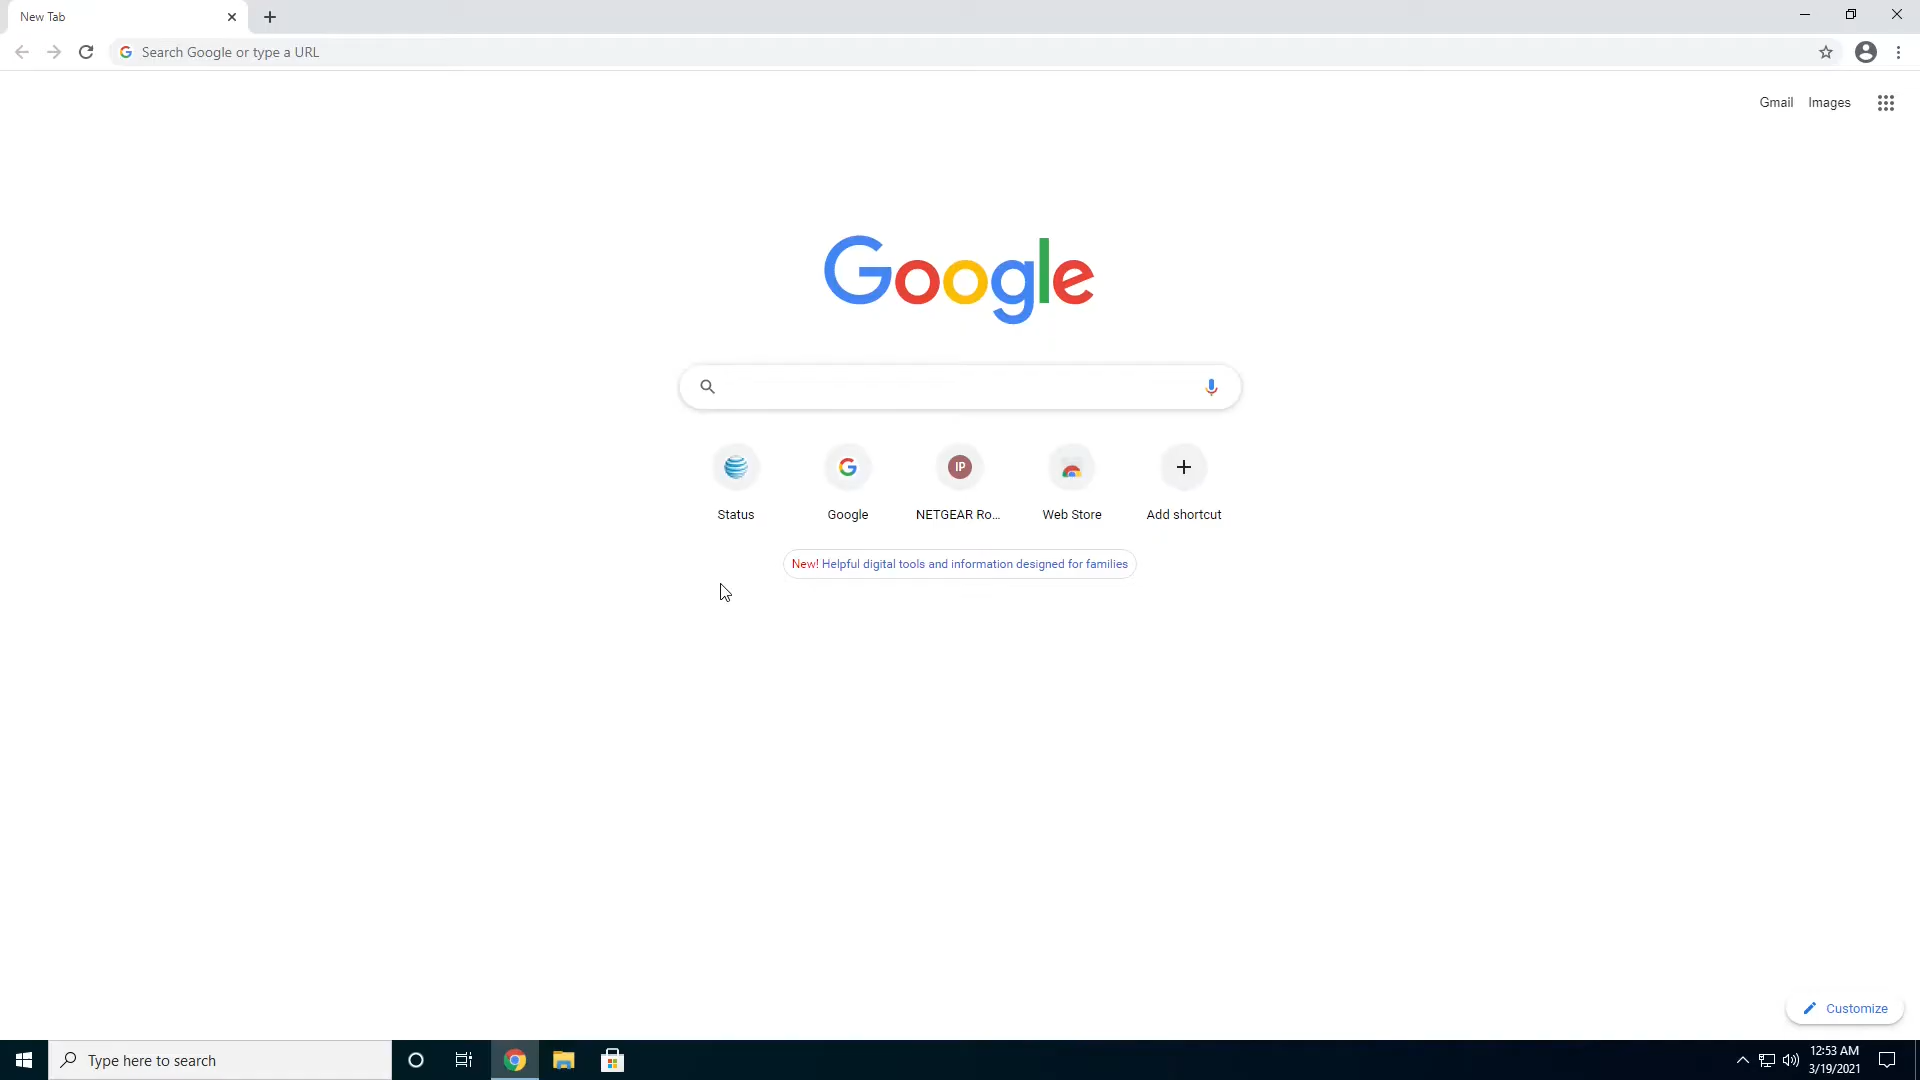 New Tab
Search Google or type a URL
Gmail Images
Google
Status Google NETGEAR Ro... Web Store Add shortcut
IP
New! Helpful digital tools and information designed for families
Customize
Type here to search
12:53 AM
3/19/2021